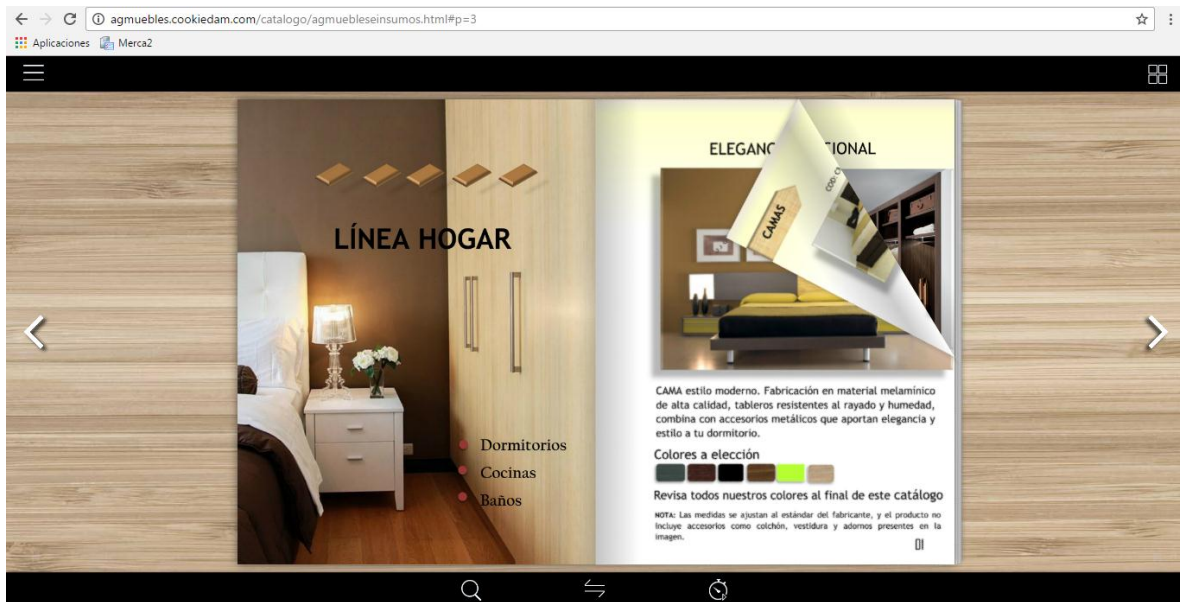 agmuebles.cookiedam.com/catalogo/agmuebleseinsumos.html#p=3
Aplicaciones Merca2
LÍNEA HOGAR
Dormitorios
Cocinas
Baños
CAMAS
CAMA estilo moderno. Fabricación en material melamínico
de alta calidad, tableros resistentes al rayado y humedad,
combina con accesorios metálicos que aportan elegancia y
estilo a tu dormitorio.
Colores a elección
Revisa todos nuestros colores al final de este catálogo
NOTA: Las medidas se ajustan al estándar del fabricante, y el producto no
incluye accesorios como colchón, vestidura y adornos presentes en la
imagen.
01